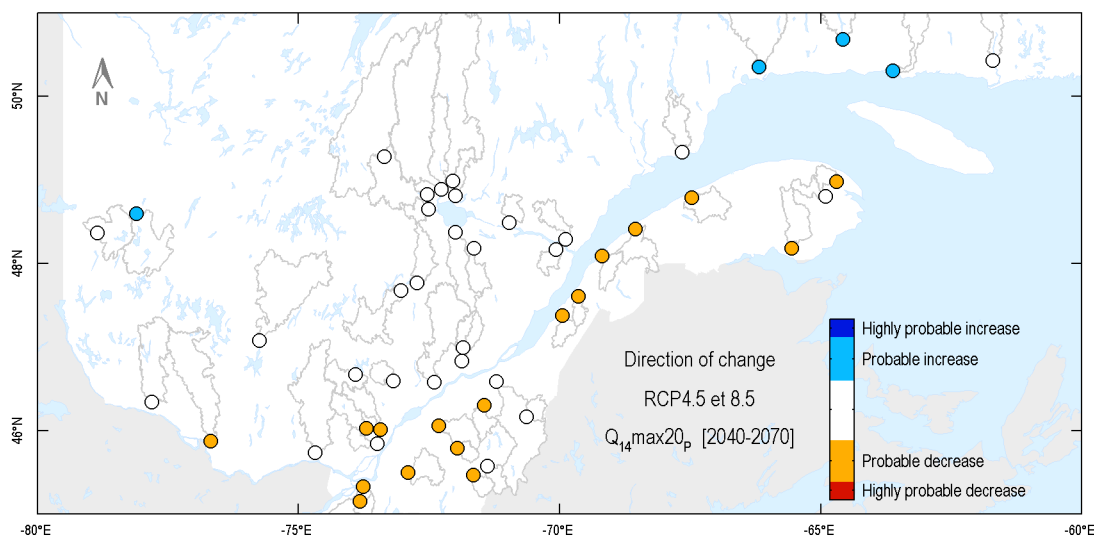 50°N
48°N
46°N
N
-80°E
-75°E
-70°E
-65°E
-60°E
Direction of change
RCP4.5 et 8.5
Q14max20P [2040-2070]
Highly probable increase
Probable increase
Probable decrease
Highly probable decrease